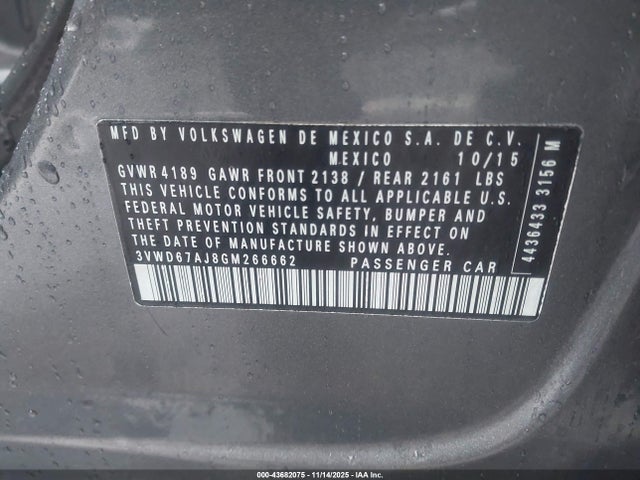 MFD BY VOLKSWAGEN DE MEXICO S.A. DE C.V.
MEXICO 10/15
GVWR 4189 GAWR FRONT 2138 / REAR 2161 LBS
THIS VEHICLE CONFORMS TO ALL APPLICABLE U.S.
FEDERAL MOTOR VEHICLE SAFETY, BUMPER AND
THEFT PREVENTION STANDARDS IN EFFECT ON
THE DATE OF MANUFACTURE SHOWN ABOVE.
3VWD67AJ8GM266662 PASSENGER CAR
4436433 3156 M
000-43682075 - 11/14/2025 - IAA Inc.